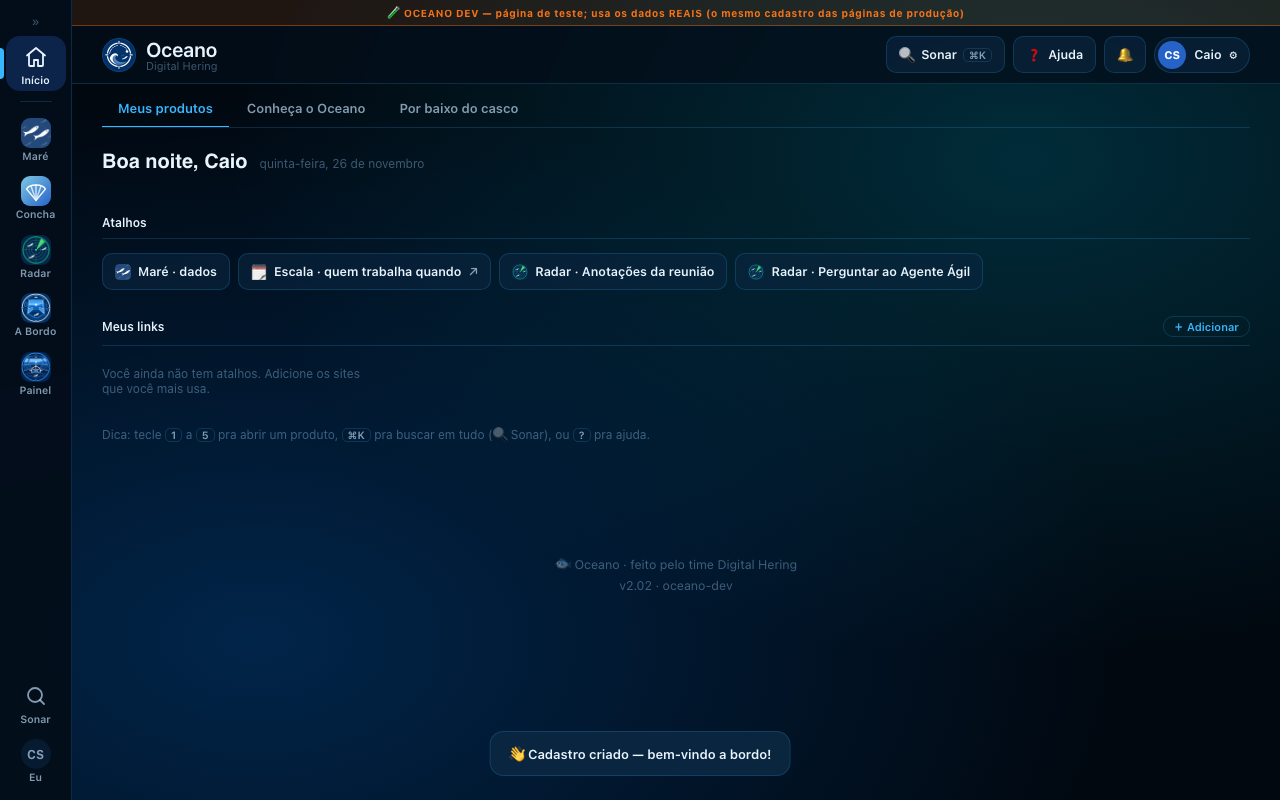 OCEANO DEV — página de teste; usa os dados REAIS (o mesmo cadastro das páginas de produção)
»
Início
Maré
Concha
Radar
A Bordo
Painel
Sonar
CS
Eu
Oceano
Digital Hering
Sonar ⌘K
Ajuda
CS Caio
Meus produtos
Conheça o Oceano
Por baixo do casco
Boa noite, Caio quinta-feira, 26 de novembro
Atalhos
Maré · dados
Escala · quem trabalha quando ↗
Radar · Anotações da reunião
Radar · Perguntar ao Agente Ágil
Meus links
+ Adicionar
Você ainda não tem atalhos. Adicione os sites
que você mais usa.
Dica: tecle 1 a 5 pra abrir um produto, ⌘K pra buscar em tudo (🔍 Sonar), ou ? pra ajuda.
Oceano · feito pelo time Digital Hering
v2.02 · oceano-dev
👋 Cadastro criado — bem-vindo a bordo!